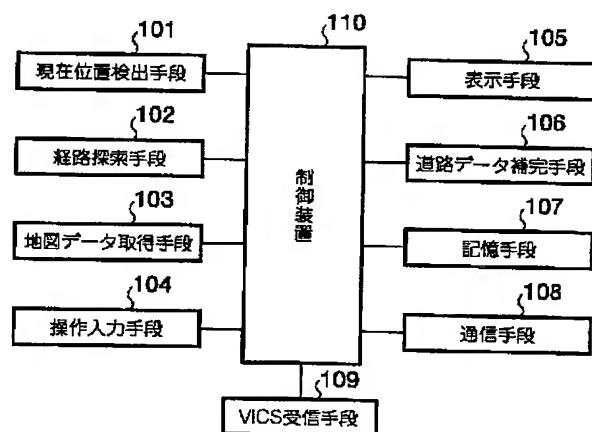 101
現在位置検出手段
102
経路探索手段
103
地図データ取得手段
104
操作入力手段
110
制御装置
105
表示手段
106
道路データ補完手段
107
記憶手段
108
通信手段
109
VICS受信手段